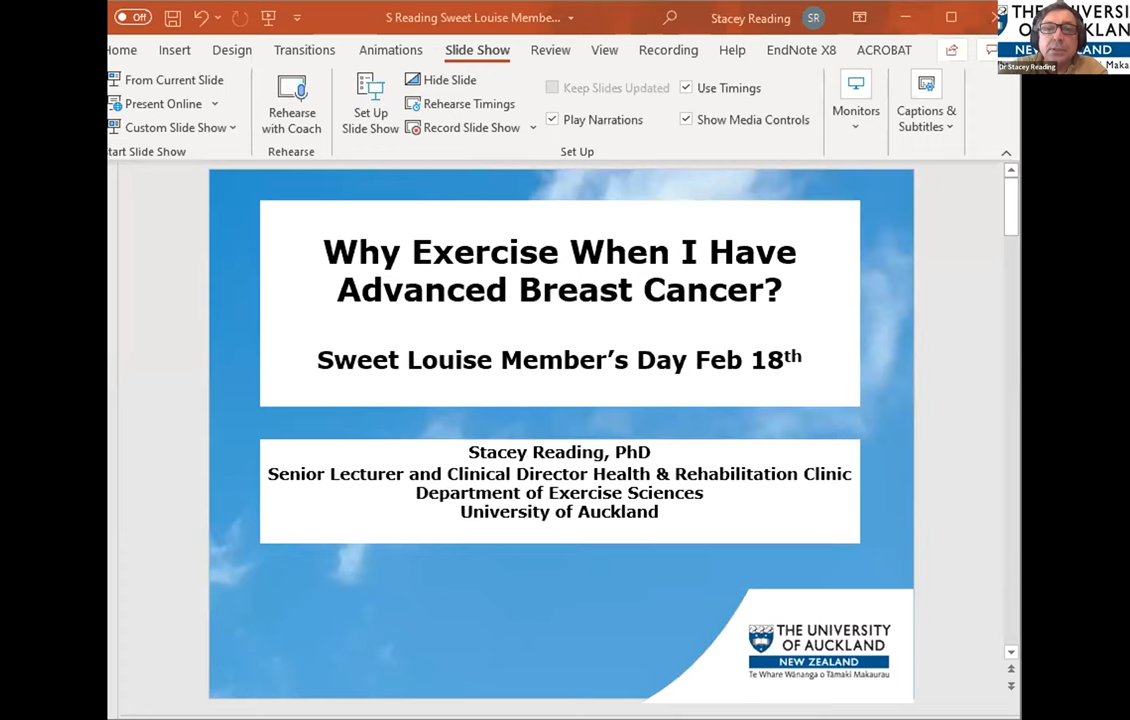 Off
S Reading Sweet Louise Membe...
Stacey Reading
SR
Home Insert Design Transitions Animations Slide Show Review View Recording Help EndNote X8 ACROBAT
From Current Slide
Present Online
Custom Slide Show
Start Slide Show
Rehearse
with Coach
Rehearse
Set Up
Slide Show
Hide Slide
Rehearse Timings
Record Slide Show
Keep Slides Updated
Play Narrations
Use Timings
Show Media Controls
Set Up
Monitors
Captions &
Subtitles
THE UNIVERSITY
Dr Stacey Reading
Why Exercise When I Have
Advanced Breast Cancer?
Sweet Louise Member's Day Feb 18th
Stacey Reading, PhD
Senior Lecturer and Clinical Director Health & Rehabilitation Clinic
Department of Exercise Sciences
University of Auckland
THE UNIVERSITY
OF AUCKLAND
NEW ZEALAND
Te Whare Wānanga o Tāmaki Makaurau